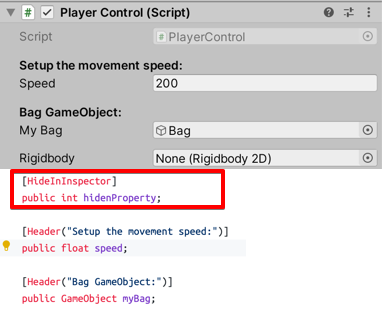 Player Control (Script)
Script PlayerControl
Setup the movement speed:
Speed 200
Bag GameObject:
My Bag Bag
Rigidbody None (Rigidbody 2D)
[HideInInspector]
public int hidenProperty;
[Header("Setup the movement speed:")]
public float speed;
[Header("Bag GameObject:")]
public GameObject myBag;